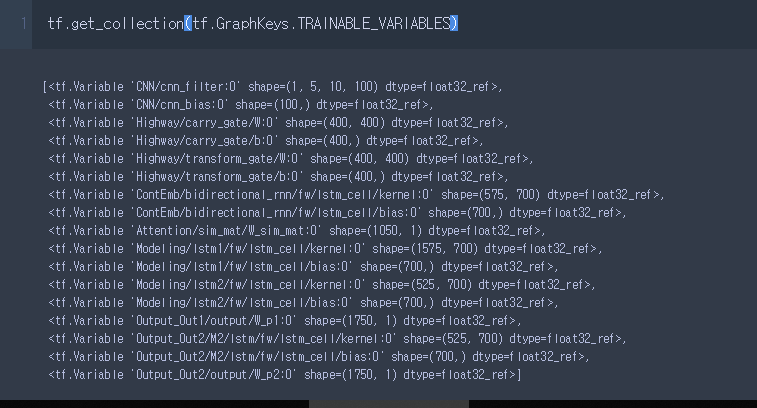 1 tf.get_collection(tf.GraphKeys.TRAINABLE_VARIABLES)
[<tf.Variable 'CNN/cnn_filter:0' shape=(1, 5, 10, 100) dtype=float32_ref>,
<tf.Variable 'CNN/cnn_bias:0' shape=(100,) dtype=float32_ref>,
<tf.Variable 'Highway/carry_gate/W:0' shape=(400, 400) dtype=float32_ref>,
<tf.Variable 'Highway/carry_gate/b:0' shape=(400,) dtype=float32_ref>,
<tf.Variable 'Highway/transform_gate/W:0' shape=(400, 400) dtype=float32_ref>,
<tf.Variable 'Highway/transform_gate/b:0' shape=(400,) dtype=float32_ref>,
<tf.Variable 'ContEmb/bidirectional_rnn/fw/lstm_cell/kernel:0' shape=(575, 700) dtype=float32_ref>,
<tf.Variable 'ContEmb/bidirectional_rnn/fw/lstm_cell/bias:0' shape=(700,) dtype=float32_ref>,
<tf.Variable 'Attention/sim_mat/W_sim_mat:0' shape=(1050, 1) dtype=float32_ref>,
<tf.Variable 'Modeling/lstm1/fw/lstm_cell/kernel:0' shape=(1575, 700) dtype=float32_ref>,
<tf.Variable 'Modeling/lstm1/fw/lstm_cell/bias:0' shape=(700,) dtype=float32_ref>,
<tf.Variable 'Modeling/lstm2/fw/lstm_cell/kernel:0' shape=(525, 700) dtype=float32_ref>,
<tf.Variable 'Modeling/lstm2/fw/lstm_cell/bias:0' shape=(700,) dtype=float32_ref>,
<tf.Variable 'Output_Out1/output/W_p1:0' shape=(1750, 1) dtype=float32_ref>,
<tf.Variable 'Output_Out2/M2/lstm/fw/lstm_cell/kernel:0' shape=(525, 700) dtype=float32_ref>,
<tf.Variable 'Output_Out2/M2/lstm/fw/lstm_cell/bias:0' shape=(700,) dtype=float32_ref>,
<tf.Variable 'Output_Out2/output/W_p2:0' shape=(1750, 1) dtype=float32_ref>]